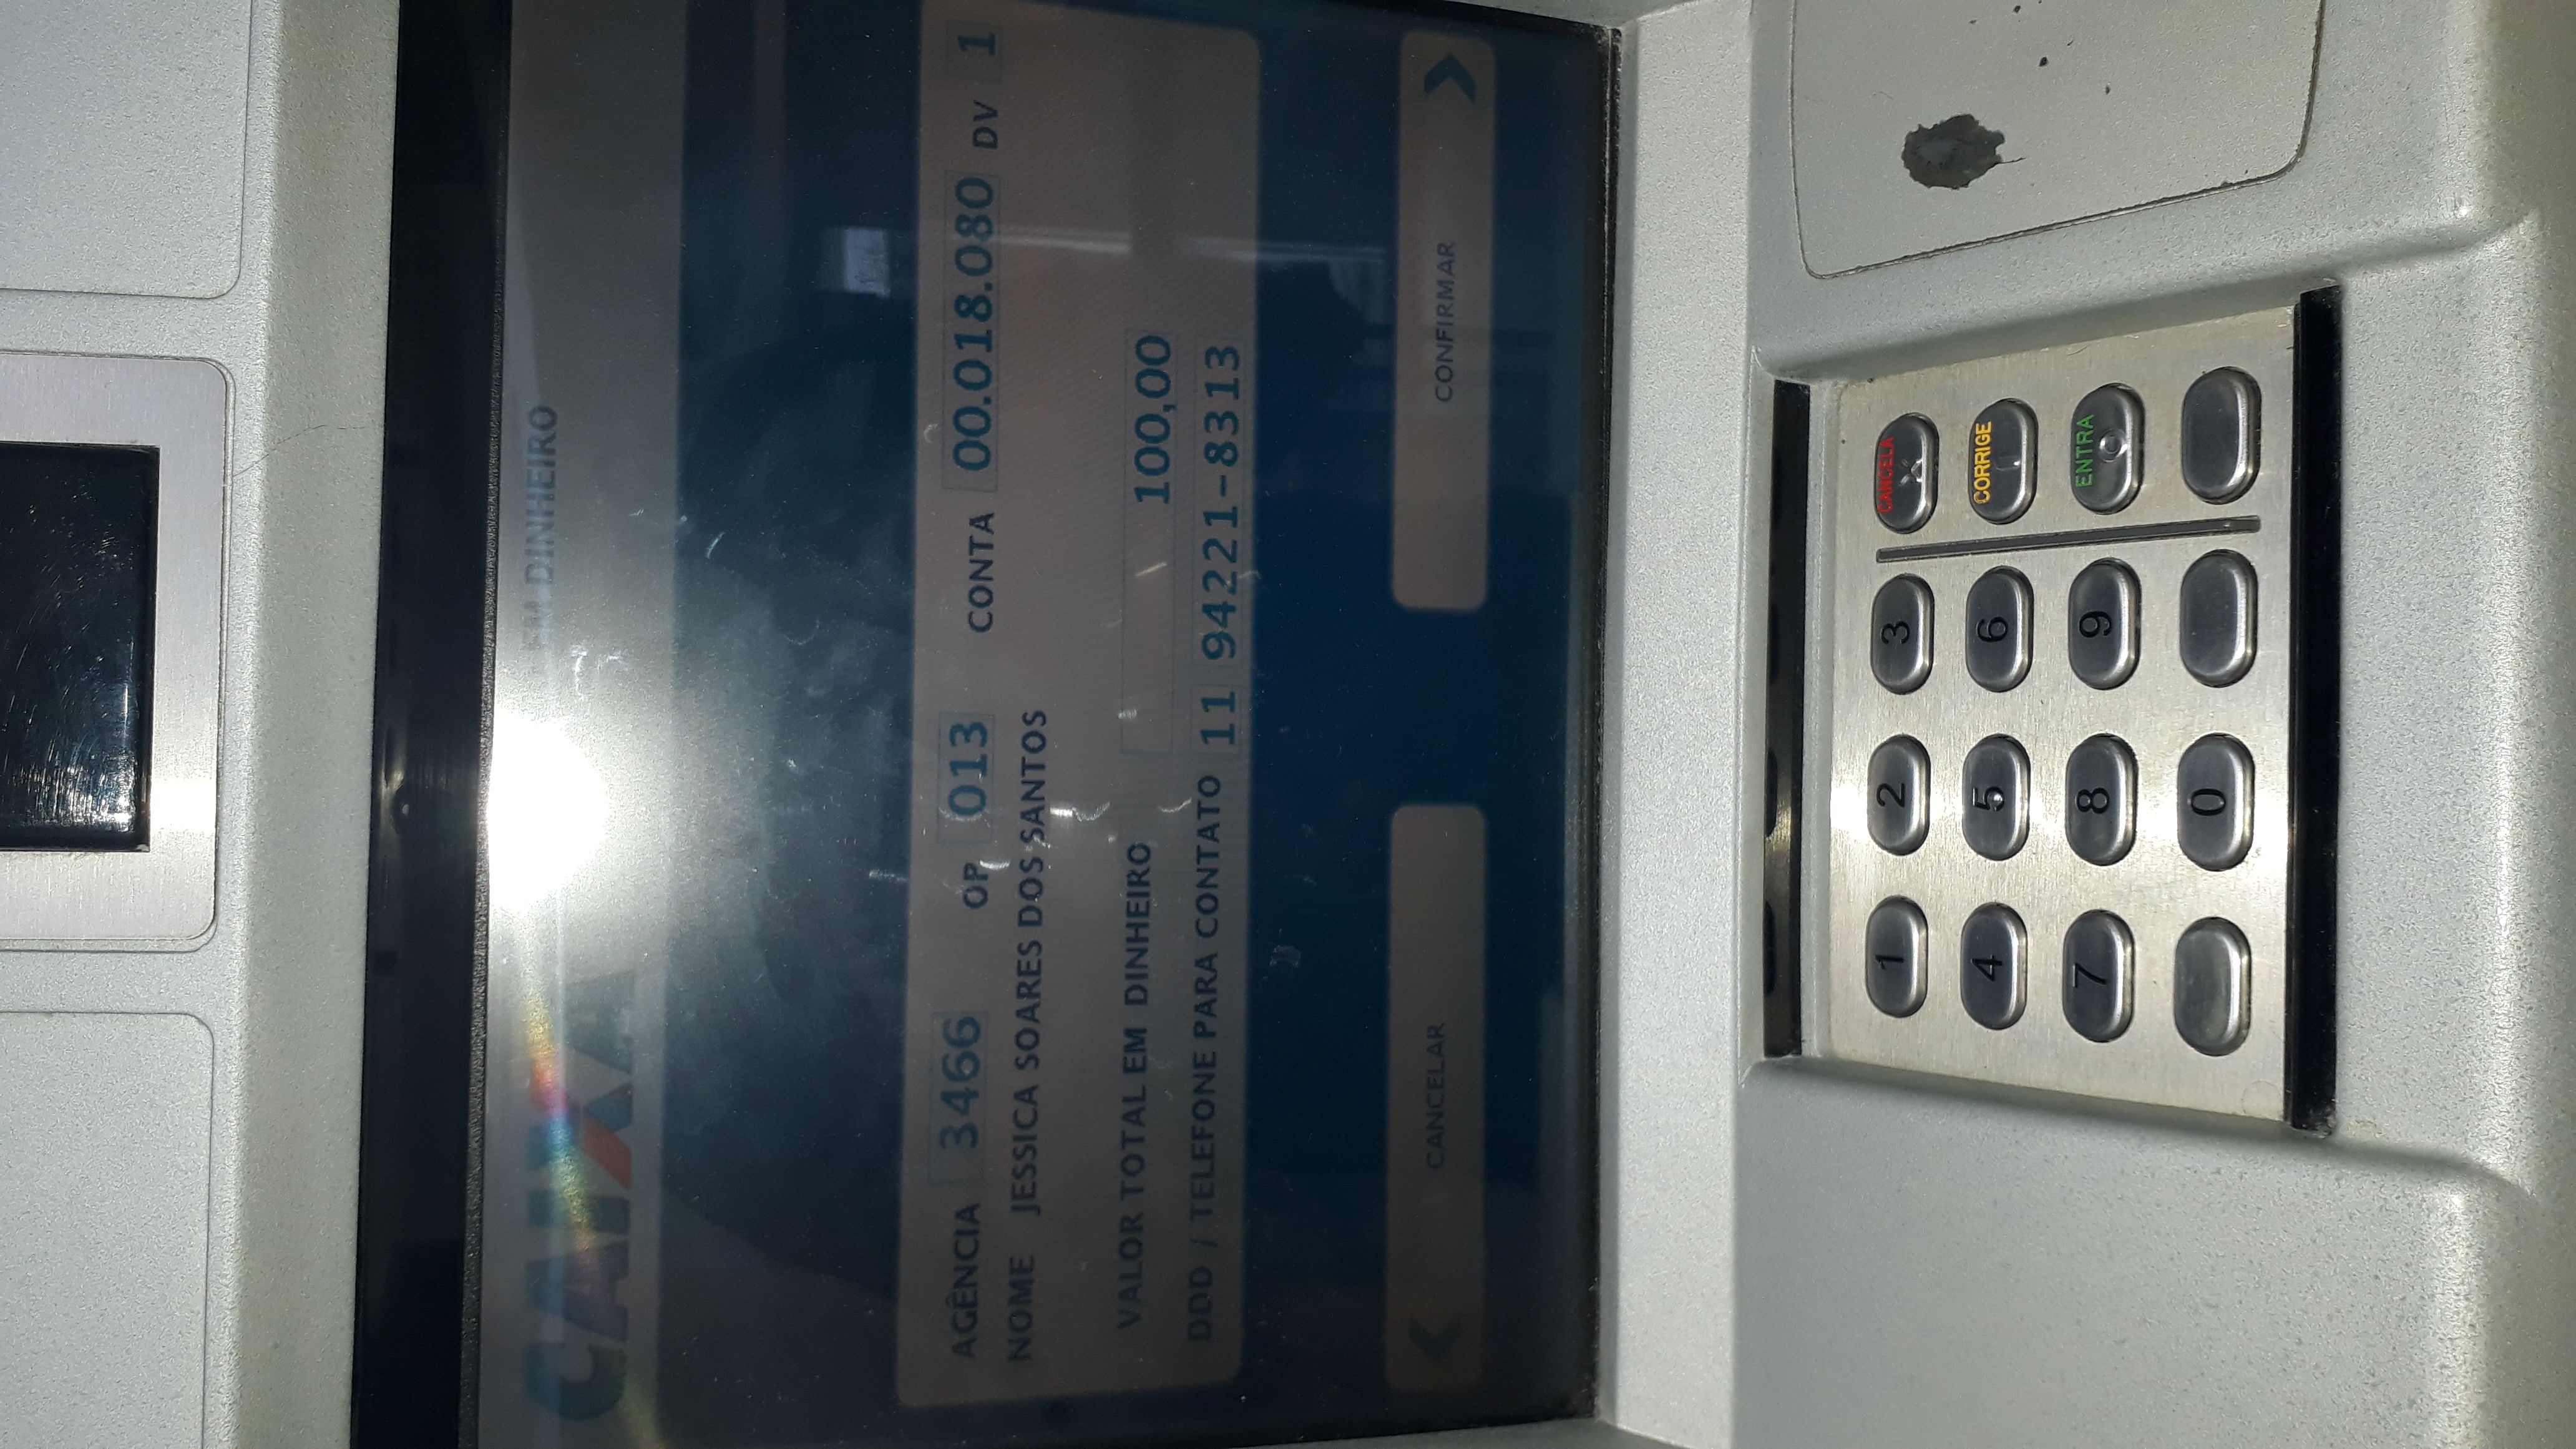 CAIXA
EM DINHEIRO
AGÊNCIA 3466 OP 013 CONTA 00.018.080 DV 1
NOME JESSICA SOARES DOS SANTOS
VALOR TOTAL EM DINHEIRO 100,00
DDD / TELEFONE PARA CONTATO 11 94221-8313
CANCELAR CONFIRMAR
1 2 3 CANCELA
4 5 6 CORRIGE
7 8 9 ENTRA
0